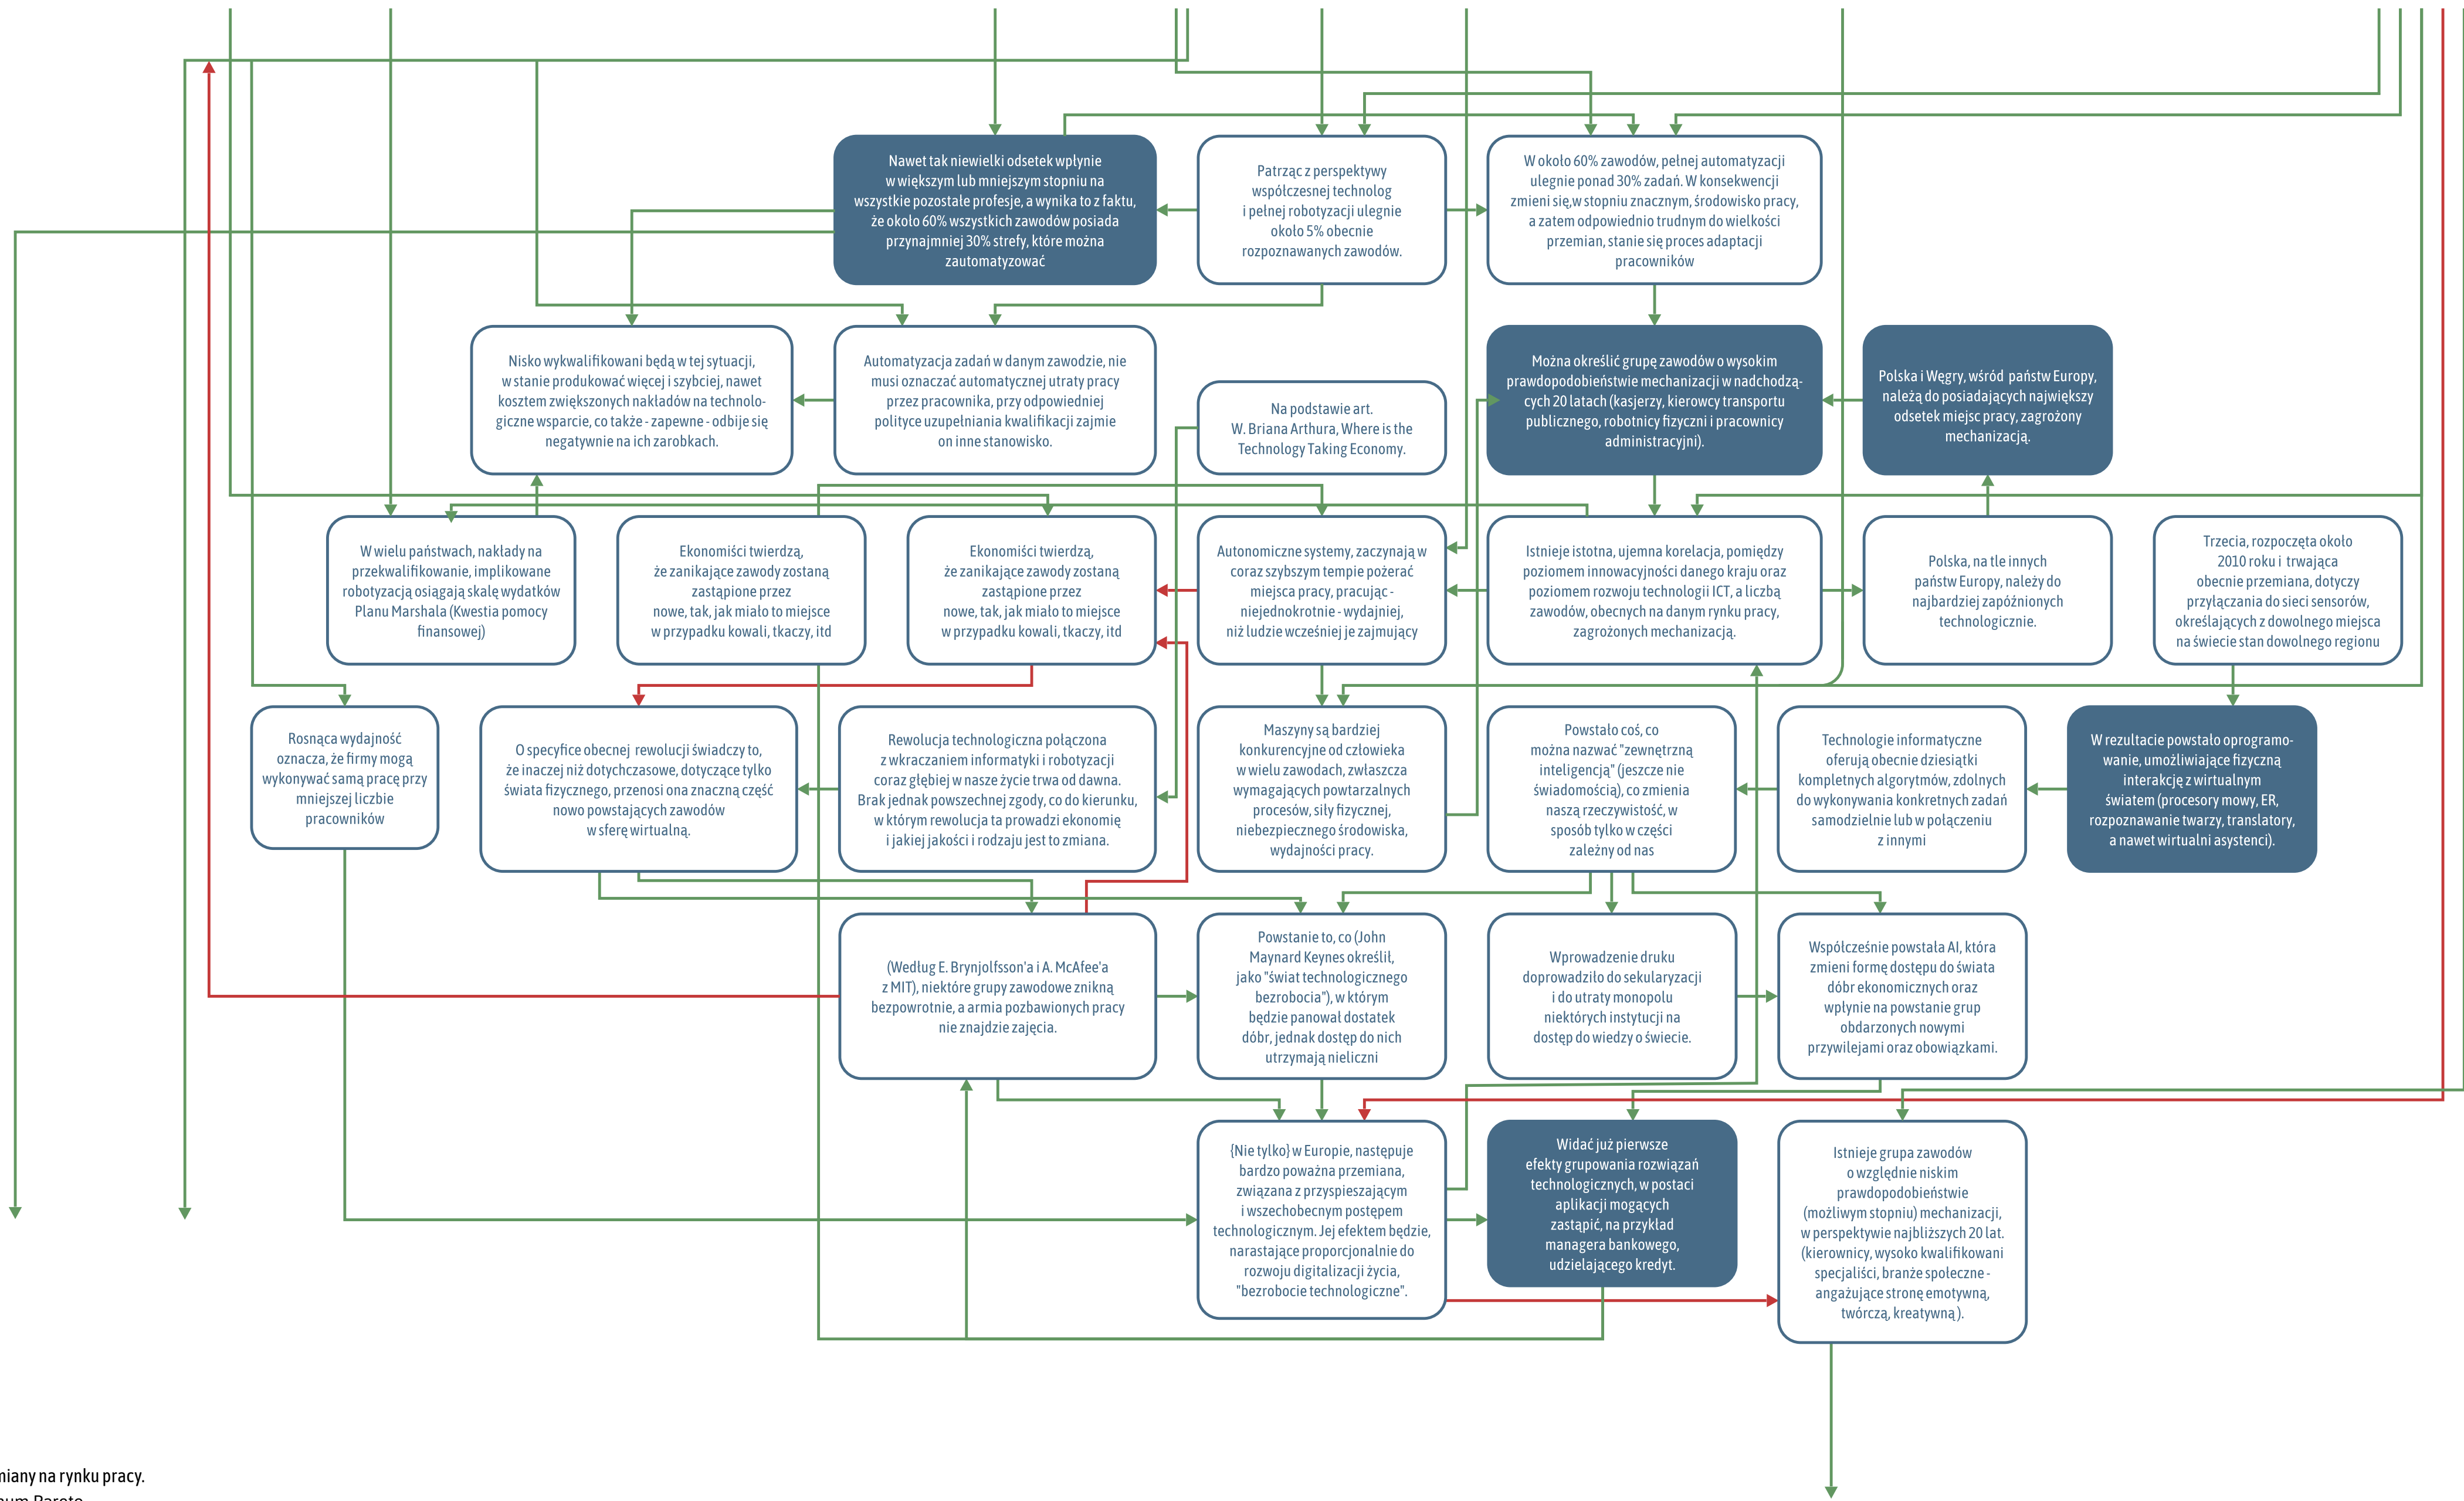 Nawet tak niewielki odsetek wpłynie
w większym lub mniejszym stopniu na
wszystkie pozostałe profesje, a wynika to z faktu,
że około 60% wszystkich zawodów posiada
przynajmniej 30% strefy, które można
zautomatyzować
Patrząc z perspektywy
współczesnej technolog
i pełnej robotyzacji ulegnie
około 5% obecnie
rozpoznawanych zawodów.
W około 60% zawodów, pełnej automatyzacji
ulegnie ponad 30% zadań. W konsekwencji
zmieni się,w stopniu znacznym, środowisko pracy,
a zatem odpowiednio trudnym do wielkości
przemian, stanie się proces adaptacji
pracowników
Nisko wykwalifikowani będą w tej sytuacji,
w stanie produkować więcej i szybciej, nawet
kosztem zwiększonych nakładów na technolo-
giczne wsparcie, co także - zapewne - odbije się
negatywnie na ich zarobkach.
Automatyzacja zadań w danym zawodzie, nie
musi oznaczać automatycznej utraty pracy
przez pracownika, przy odpowiedniej
polityce uzupełniania kwalifikacji zajmie
on inne stanowisko.
Na podstawie art.
W. Briana Arthura, Where is the
Technology Taking Economy.
Można określić grupę zawodów o wysokim
prawdopodobieństwie mechanizacji w nadchodzą-
cych 20 latach (kasjerzy, kierowcy transportu
publicznego, robotnicy fizyczni i pracownicy
administracyjni).
Polska i Węgry, wśród państw Europy,
należą do posiadających największy
odsetek miejsc pracy, zagrożony
mechanizacją.
W wielu państwach, nakłady na
przekwalifikowanie, implikowane
robotyzacją osiągają skalę wydatków
Planu Marshala (Kwestia pomocy
finansowej)
Ekonomiści twierdzą,
że zanikające zawody zostaną
zastąpione przez
nowe, tak, jak miało to miejsce
w przypadku kowali, tkaczy, itd
Ekonomiści twierdzą,
że zanikające zawody zostaną
zastąpione przez
nowe, tak, jak miało to miejsce
w przypadku kowali, tkaczy, itd
Autonomiczne systemy, zaczynają w
coraz szybszym tempie pożerać
miejsca pracy, pracując -
niejednokrotnie - wydajniej,
niż ludzie wcześniej je zajmujący
Istnieje istotna, ujemna korelacja, pomiędzy
poziomem innowacyjności danego kraju oraz
poziomem rozwoju technologii ICT, a liczbą
zawodów, obecnych na danym rynku pracy,
zagrożonych mechanizacją.
Polska, na tle innych
państw Europy, należy do
najbardziej zapóźnionych
technologicznie.
Trzecia, rozpoczęta około
2010 roku i trwająca
obecnie przemiana, dotyczy
przyłączania do sieci sensorów,
określających z dowolnego miejsca
na świecie stan dowolnego regionu
Rosnąca wydajność
oznacza, że firmy mogą
wykonywać samą pracę przy
mniejszej liczbie
pracowników
O specyfice obecnej rewolucji świadczy to,
że inaczej niż dotychczasowe, dotyczące tylko
świata fizycznego, przenosi ona znaczną część
nowo powstających zawodów
w sferę wirtualną.
Rewolucja technologiczna połączona
z wkraczaniem informatyki i robotyzacji
coraz głębiej w nasze życie trwa od dawna.
Brak jednak powszechnej zgody, co do kierunku,
w którym rewolucja ta prowadzi ekonomię
i jakiej jakości i rodzaju jest to zmiana.
Maszyny są bardziej
konkurencyjne od człowieka
w wielu zawodach, zwłaszcza
wymagających powtarzalnych
procesów, siły fizycznej,
niebezpiecznego środowiska,
wydajności pracy.
Powstało coś, co
można nazwać "zewnętrzną
inteligencją" (jeszcze nie
świadomością), co zmienia
naszą rzeczywistość, w
sposób tylko w części
zależny od nas
Technologie informatyczne
oferują obecnie dziesiątki
kompletnych algorytmów, zdolnych
do wykonywania konkretnych zadań
samodzielnie lub w połączeniu
z innymi
W rezultacie powstało oprogramo-
wanie, umożliwiające fizyczną
interakcję z wirtualnym
światem (procesory mowy, ER,
rozpoznawanie twarzy, translatory,
a nawet wirtualni asystenci).
(Według E. Brynjolfsson'a i A. McAfee'a
z MIT), niektóre grupy zawodowe znikną
bezpowrotnie, a armia pozbawionych pracy
nie znajdzie zajęcia.
Powstanie to, co (John
Maynard Keynes określił,
jako "świat technologicznego
bezrobocia"), w którym
będzie panował dostatek
dóbr, jednak dostęp do nich
utrzymają nieliczni
Wprowadzenie druku
doprowadziło do sekularyzacji
i do utraty monopolu
niektórych instytucji na
dostęp do wiedzy o świecie.
Współcześnie powstała AI, która
zmieni formę dostępu do świata
dóbr ekonomicznych oraz
wpłynie na powstanie grup
obdarzonych nowymi
przywilejami oraz obowiązkami.
{Nie tylko} w Europie, następuje
bardzo poważna przemiana,
związana z przyspieszającym
i wszechobecnym postępem
technologicznym. Jej efektem będzie,
narastające proporcjonalnie do
rozwoju digitalizacji życia,
"bezrobocie technologiczne".
Widać już pierwsze
efekty grupowania rozwiązań
technologicznych, w postaci
aplikacji mogących
zastąpić, na przykład
managera bankowego,
udzielającego kredyt.
Istnieje grupa zawodów
o względnie niskim
prawdopodobieństwie
(możliwym stopniu) mechanizacji,
w perspektywie najbliższych 20 lat.
(kierownicy, wysoko kwalifikowani
specjaliści, branże społeczne -
angażujące stronę emotywną,
twórczą, kreatywną ).
miany na rynku pracy.